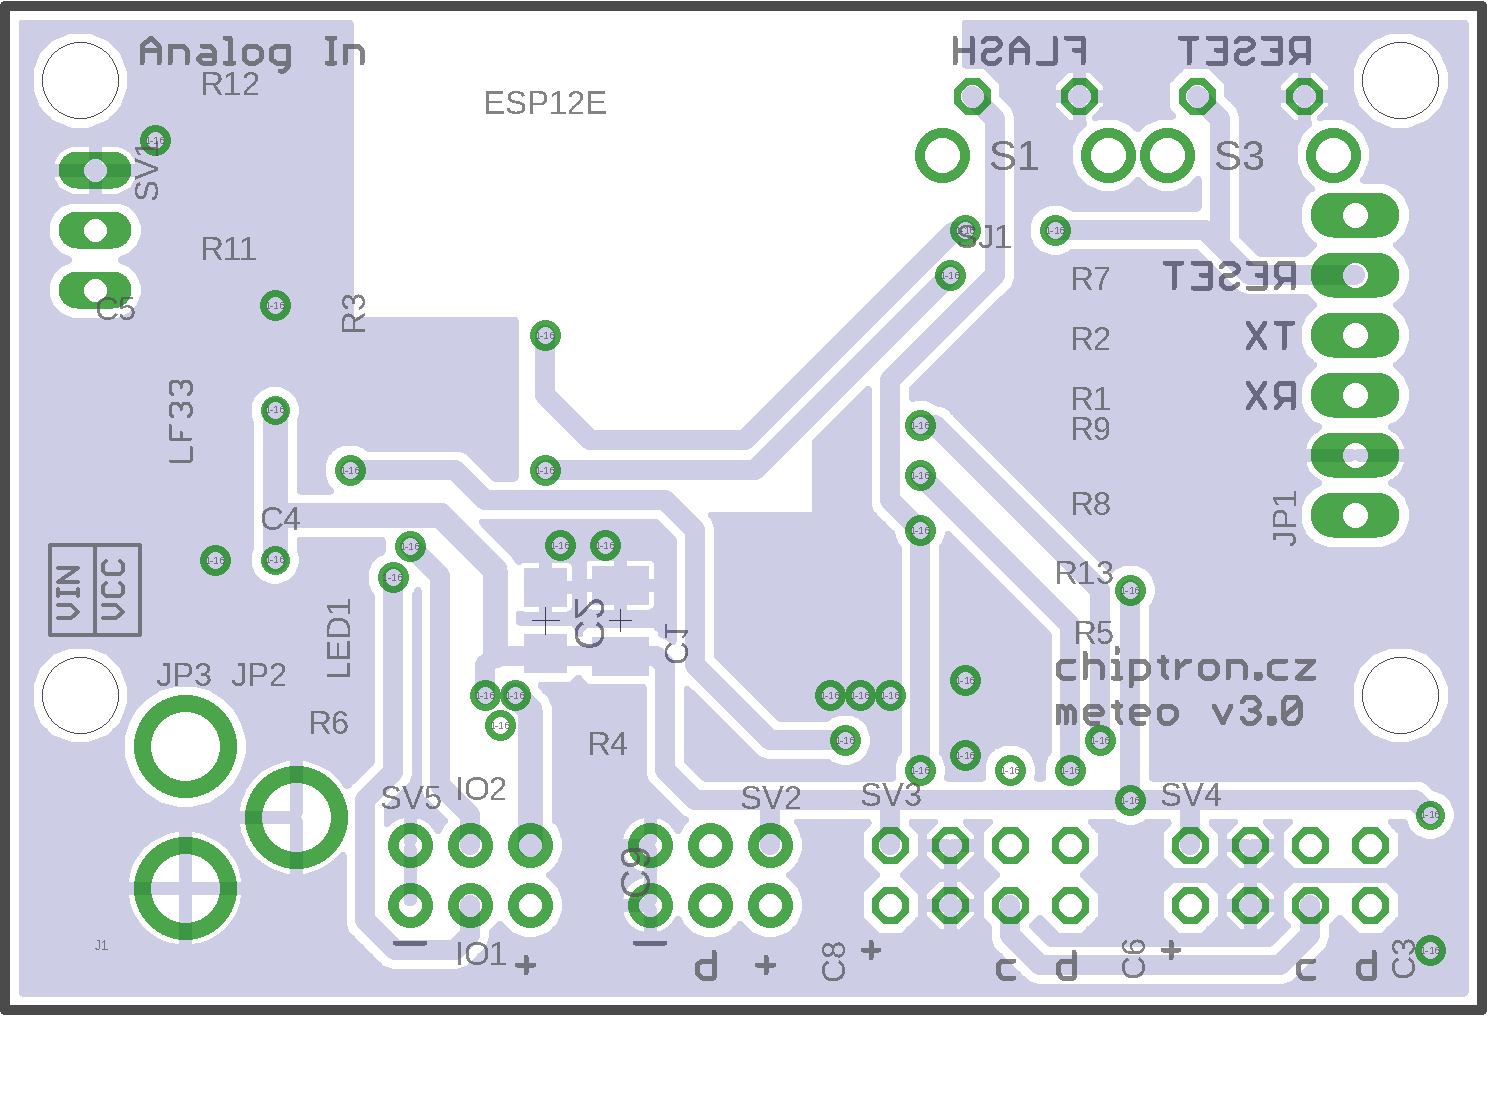 Analog In
FLASH
RESET
R12
ESP12E
SV1
S1
S3
R11
SJ1
R7
RESET
C5
R3
R2
TX
LF33
R1
RX
R9
C4
R8
JP1
VIN
VCC
R13
LED1
C2
C1
R5
JP3
JP2
chiptron.cz
meteo v3.0
R6
R4
SV5
IO2
SV2
SV3
SV4
C9
J1
IO1
+
d
+
C8
+
c
d
C6
+
c
d
C3